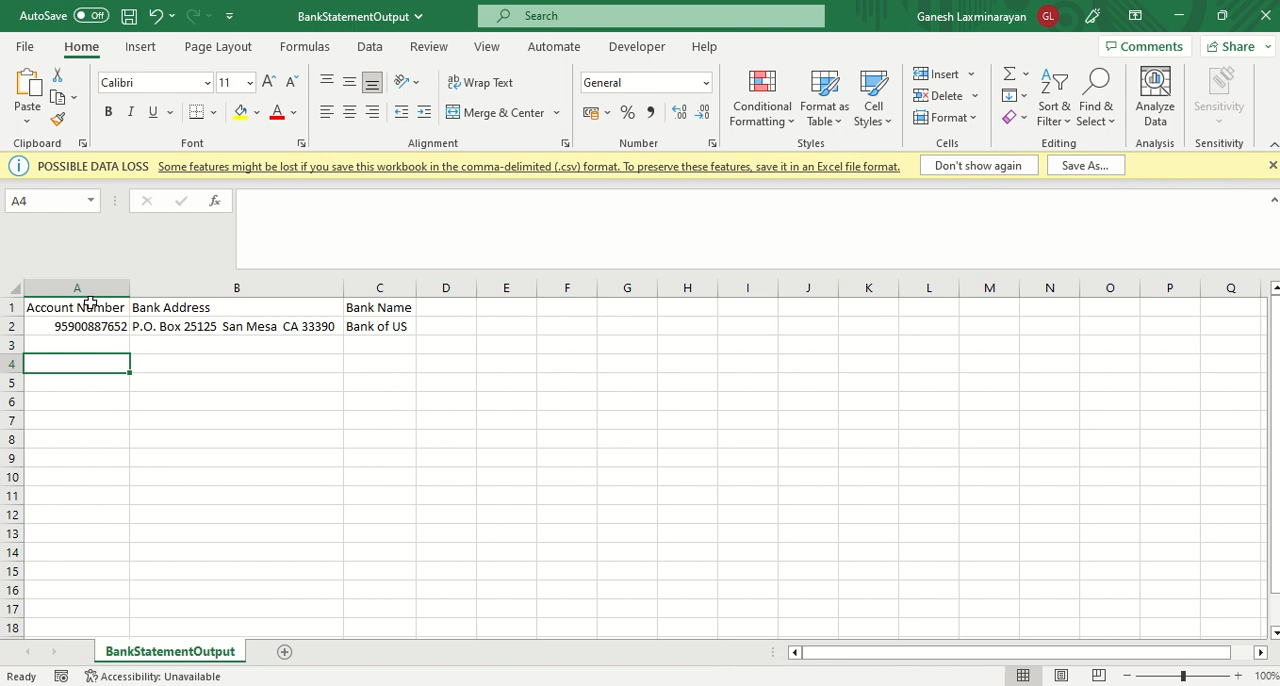 AutoSave Off BankStatementOutput Search Ganesh Laxminarayan GL
File Home Insert Page Layout Formulas Data Review View Automate Developer Help Comments Share
Paste Calibri 11 Wrap Text General Conditional Formatting Format as Table Cell Styles Insert Sort & Filter Find & Select Analyze Data Sensitivity
B I U Merge & Center % Delete
Format
Clipboard Font Alignment Number Styles Cells Editing Analysis Sensitivity
POSSIBLE DATA LOSS Some features might be lost if you save this workbook in the comma-delimited (.csv) format. To preserve these features, save it in an Excel file format. Don't show again Save As...
A4 fx
A B C D E F G H I J K L M N O P Q
1 Account Number Bank Address Bank Name
2 95900887652 P.O. Box 25125 San Mesa CA 33390 Bank of US
3
4
5
6
7
8
9
10
11
12
13
14
15
16
17
18
BankStatementOutput
Ready Accessibility: Unavailable 100%